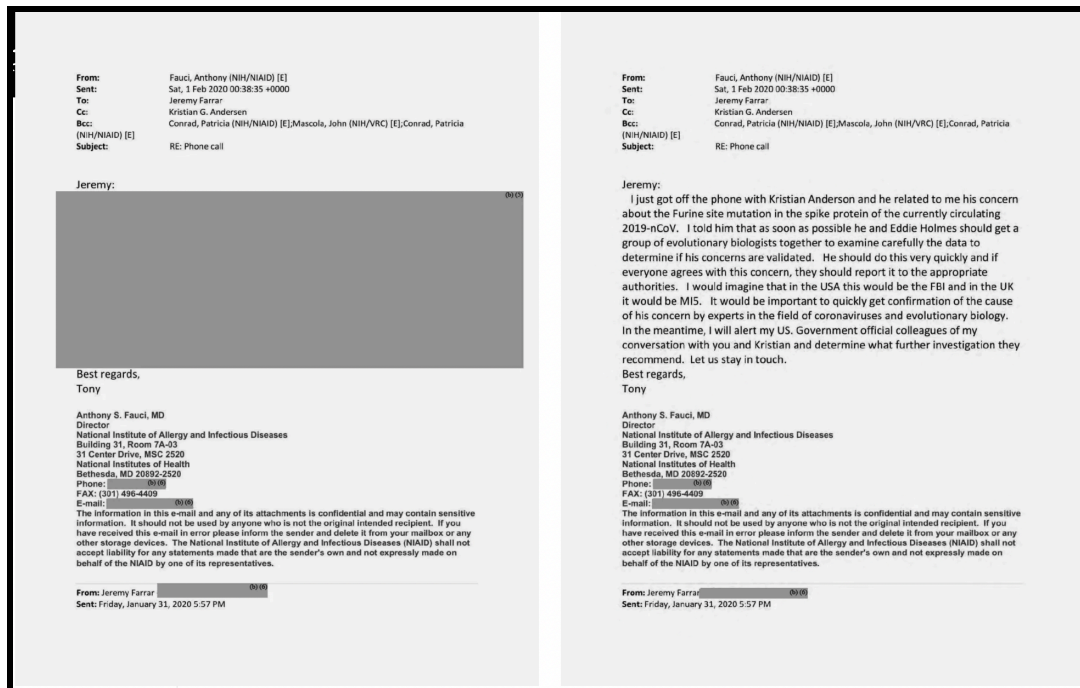 From: Fauci, Anthony (NIH/NIAID) [E]
Sent: Sat, 1 Feb 2020 00:38:35 +0000
To: Jeremy Farrar
Cc: Kristian G. Andersen
Bcc: Conrad, Patricia (NIH/NIAID) [E];Mascola, John (NIH/VRC) [E];Conrad, Patricia
(NIH/NIAID) [E]
Subject: RE: Phone call
Jeremy:
(b) (5)
Best regards,
Tony
Anthony S. Fauci, MD
Director
National Institute of Allergy and Infectious Diseases
Building 31, Room 7A-03
31 Center Drive, MSC 2520
National Institutes of Health
Bethesda, MD 20892-2520
Phone: (b) (6)
FAX: (301) 496-4409
E-mail: (b) (6)
The information in this e-mail and any of its attachments is confidential and may contain sensitive
information. It should not be used by anyone who is not the original intended recipient. If you
have received this e-mail in error please inform the sender and delete it from your mailbox or any
other storage devices. The National Institute of Allergy and Infectious Diseases (NIAID) shall not
accept liability for any statements made that are the sender's own and not expressly made on
behalf of the NIAID by one of its representatives.
From: Jeremy Farrar (b) (6)
Sent: Friday, January 31, 2020 5:57 PM
From: Fauci, Anthony (NIH/NIAID) [E]
Sent: Sat, 1 Feb 2020 00:38:35 +0000
To: Jeremy Farrar
Cc: Kristian G. Andersen
Bcc: Conrad, Patricia (NIH/NIAID) [E];Mascola, John (NIH/VRC) [E];Conrad, Patricia
(NIH/NIAID) [E]
Subject: RE: Phone call
Jeremy:
I just got off the phone with Kristian Anderson and he related to me his concern
about the Furine site mutation in the spike protein of the currently circulating
2019-nCoV. I told him that as soon as possible he and Eddie Holmes should get a
group of evolutionary biologists together to examine carefully the data to
determine if his concerns are validated. He should do this very quickly and if
everyone agrees with this concern, they should report it to the appropriate
authorities. I would imagine that in the USA this would be the FBI and in the UK
it would be MI5. It would be important to quickly get confirmation of the cause
of his concern by experts in the field of coronaviruses and evolutionary biology.
In the meantime, I will alert my US. Government official colleagues of my
conversation with you and Kristian and determine what further investigation they
recommend. Let us stay in touch.
Best regards,
Tony
Anthony S. Fauci, MD
Director
National Institute of Allergy and Infectious Diseases
Building 31, Room 7A-03
31 Center Drive, MSC 2520
National Institutes of Health
Bethesda, MD 20892-2520
Phone: (b) (6)
FAX: (301) 496-4409
E-mail: (b) (6)
The information in this e-mail and any of its attachments is confidential and may contain sensitive
information. It should not be used by anyone who is not the original intended recipient. If you
have received this e-mail in error please inform the sender and delete it from your mailbox or any
other storage devices. The National Institute of Allergy and Infectious Diseases (NIAID) shall not
accept liability for any statements made that are the sender's own and not expressly made on
behalf of the NIAID by one of its representatives.
From: Jeremy Farrar (b) (6)
Sent: Friday, January 31, 2020 5:57 PM